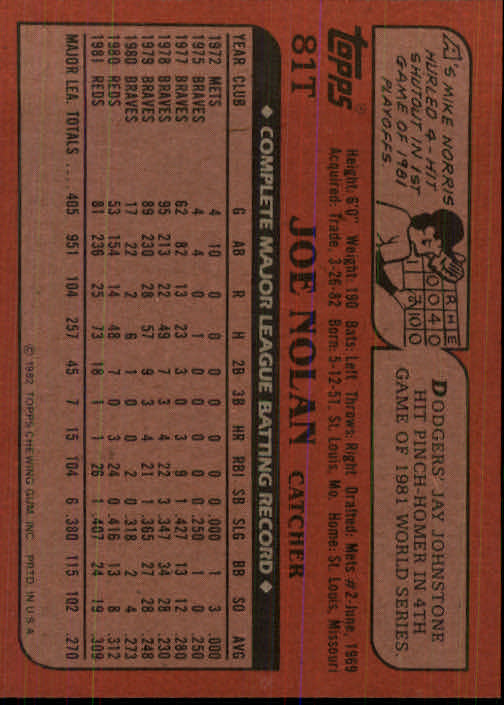 A's MIKE NORRIS
HURLED 4-HIT
SHUTOUT IN 1ST
GAME OF 1981
PLAYOFFS.
R H E
0 4 0
10 0
DODGERS' JAY JOHNSTONE
HIT PINCH-HOMER IN 4TH
GAME OF 1981 WORLD SERIES.
topps®
81T
JOE NOLAN CATCHER
Height: 6'0" Weight: 190 Bats: Left Throws: Right Drafted: Mets #2-June, 1969
Acquired: Trade, 3-26-82 Born: 5-12-51, St. Louis, Mo. Home: St. Louis, Missouri
◆ COMPLETE MAJOR LEAGUE BATTING RECORD ◆
YEAR CLUB G AB R H 2B 3B HR RBI SB SLG BB SO AVG
1972 METS 4 10 0 0 0 0 0 0 0 .000 1 3 .000
1975 BRAVES 4 4 0 1 0 0 0 0 0 .250 1 0 .250
1977 BRAVES 62 82 13 23 3 0 3 9 1 .427 13 12 .280
1978 BRAVES 95 213 22 49 7 3 4 22 3 .347 34 28 .230
1979 BRAVES 89 230 28 57 9 3 4 21 1 .365 27 28 .248
1980 BRAVES 17 22 2 6 1 0 0 2 0 .318 2 4 .273
1980 REDS 53 154 14 48 7 0 3 24 0 .416 13 8 .312
1981 REDS 81 236 25 73 18 1 1 26 1 .407 24 19 .309
MAJOR LEA. TOTALS .... 405 951 104 257 45 7 15 104 6 .380 115 102 .270
© 1982 TOPPS CHEWING GUM, INC. PRTD. IN U.S.A.